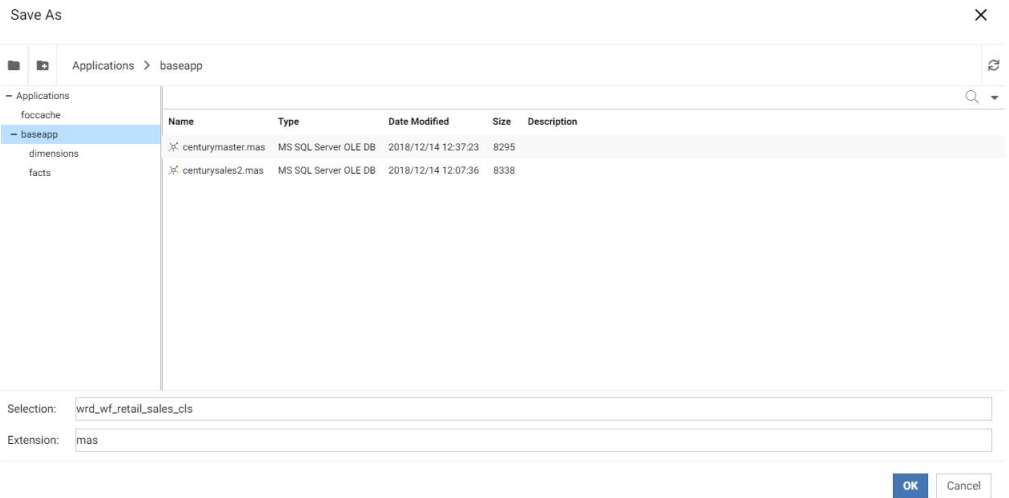 Save As
Applications > baseapp
– Applications
foccache
– baseapp
dimensions
facts
Name Type Date Modified Size Description
centurymaster.mas MS SQL Server OLE DB 2018/12/14 12:37:23 8295
centurysales2.mas MS SQL Server OLE DB 2018/12/14 12:07:36 8338
Selection: wrd_wf_retail_sales_cls
Extension: mas
OK Cancel